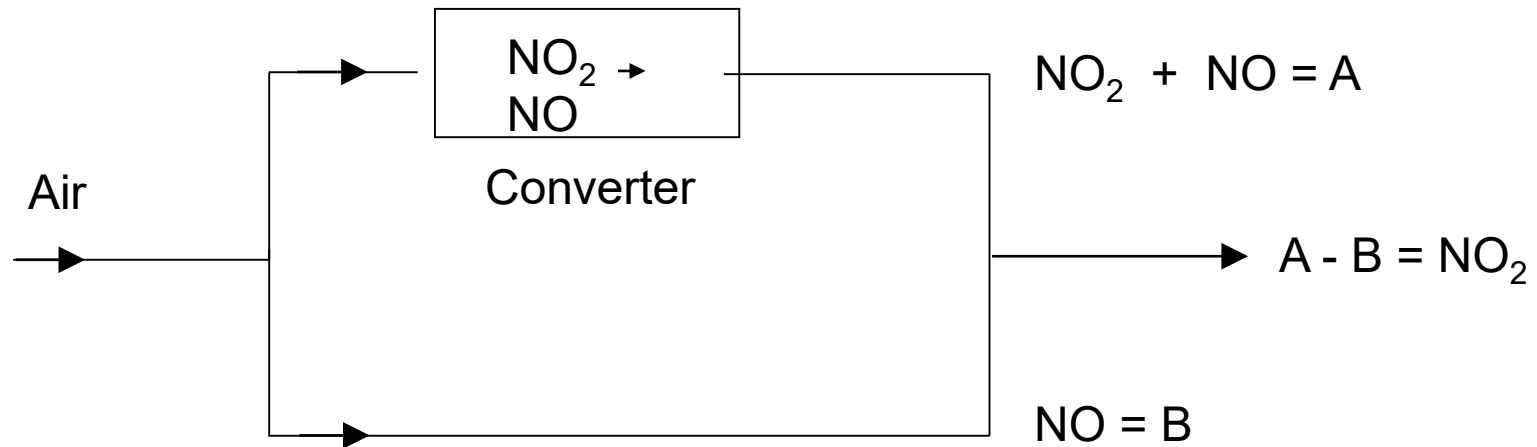 NO₂ →
NO
NO₂ + NO = A
Converter
Air
A - B = NO₂
NO = B